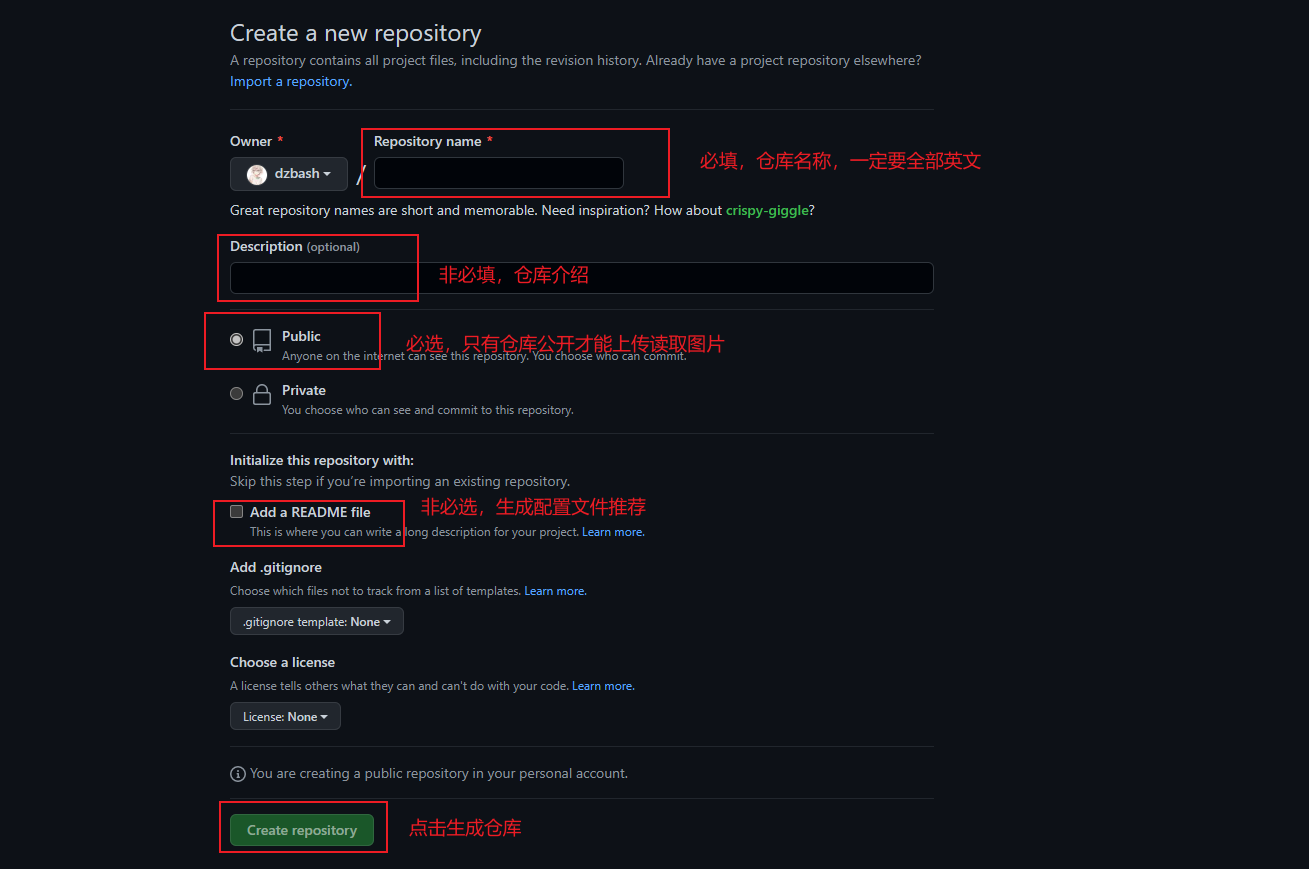 Create a new repository
A repository contains all project files, including the revision history. Already have a project repository elsewhere?
Import a repository.
Owner * Repository name *
dzbash / 必填，仓库名称，一定要全部英文
Great repository names are short and memorable. Need inspiration? How about crispy-giggle?
Description (optional)
非必填，仓库介绍
Public
必选，只有仓库公开才能上传读取图片
Anyone on the internet can see this repository. You choose who can commit.
Private
You choose who can see and commit to this repository.
Initialize this repository with:
Skip this step if you’re importing an existing repository.
Add a README file 非必选，生成配置文件推荐
This is where you can write a long description for your project. Learn more.
Add .gitignore
Choose which files not to track from a list of templates. Learn more.
.gitignore template: None
Choose a license
A license tells others what they can and can't do with your code. Learn more.
License: None
You are creating a public repository in your personal account.
Create repository 点击生成仓库